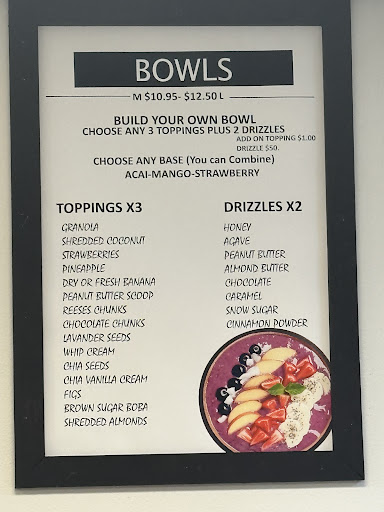 BOWLS
M $10.95- $12.50 L
BUILD YOUR OWN BOWL
CHOOSE ANY 3 TOPPINGS PLUS 2 DRIZZLES
ADD ON TOPPING $1.00
DRIZZLE $50.
CHOOSE ANY BASE (You can Combine)
ACAI-MANGO-STRAWBERRY
TOPPINGS X3
GRANOLA
SHREDDED COCONUT
STRAWBERRIES
PINEAPPLE
DRY OR FRESH BANANA
PEANUT BUTTER SCOOP
REESES CHUNKS
CHOCOLATE CHUNKS
LAVANDER SEEDS
WHIP CREAM
CHIA SEEDS
CHIA VANILLA CREAM
FIGS
BROWN SUGAR BOBA
SHREDDED ALMONDS
DRIZZLES X2
HONEY
AGAVE
PEANUT BUTTER
ALMOND BUTTER
CHOCOLATE
CARAMEL
SNOW SUGAR
CINNAMON POWDER